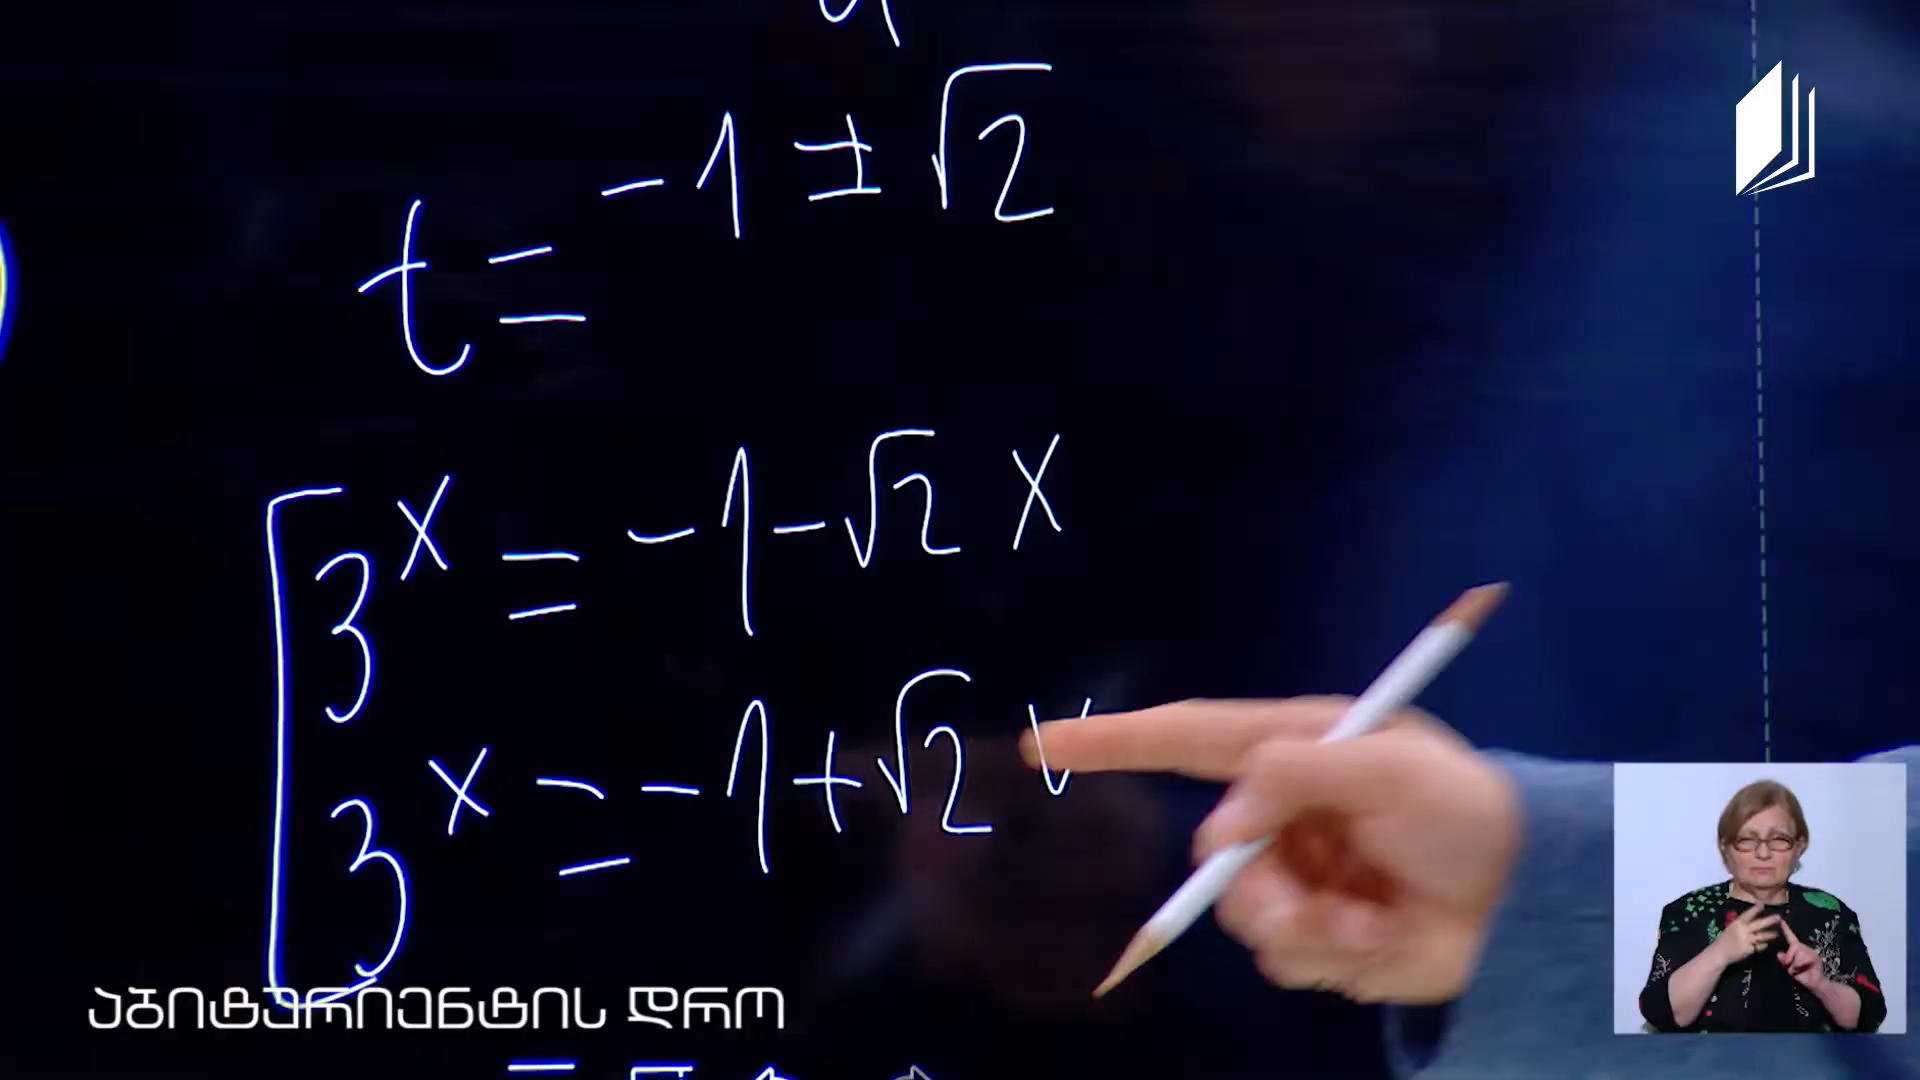 t = -1 ± √2
3^x = -1 - √2 x
3^x = -1 + √2 v
აბიტურიენტის დრო